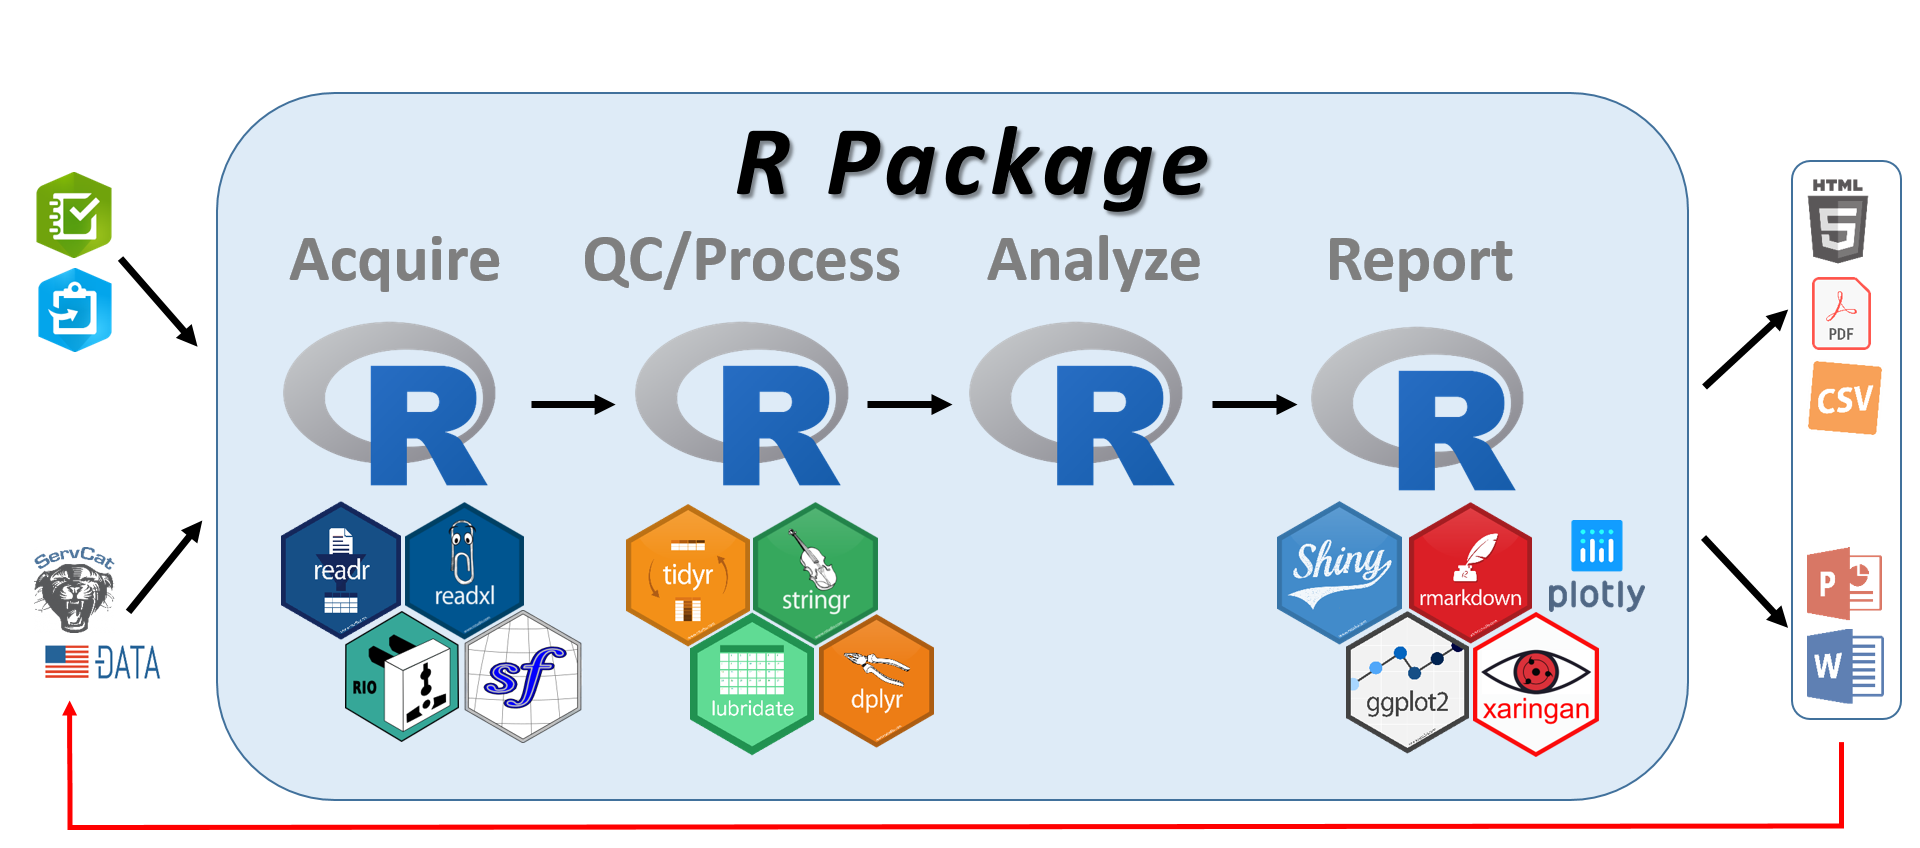 R Package
Acquire
QC/Process
Analyze
Report
R
R
R
R
ServCat
DATA
readr
readxl
RIO
sf
tidyr
stringr
lubridate
dplyr
Shiny
rmarkdown
plotly
ggplot2
xaringan
HTML
5
PDF
CSV
P
W